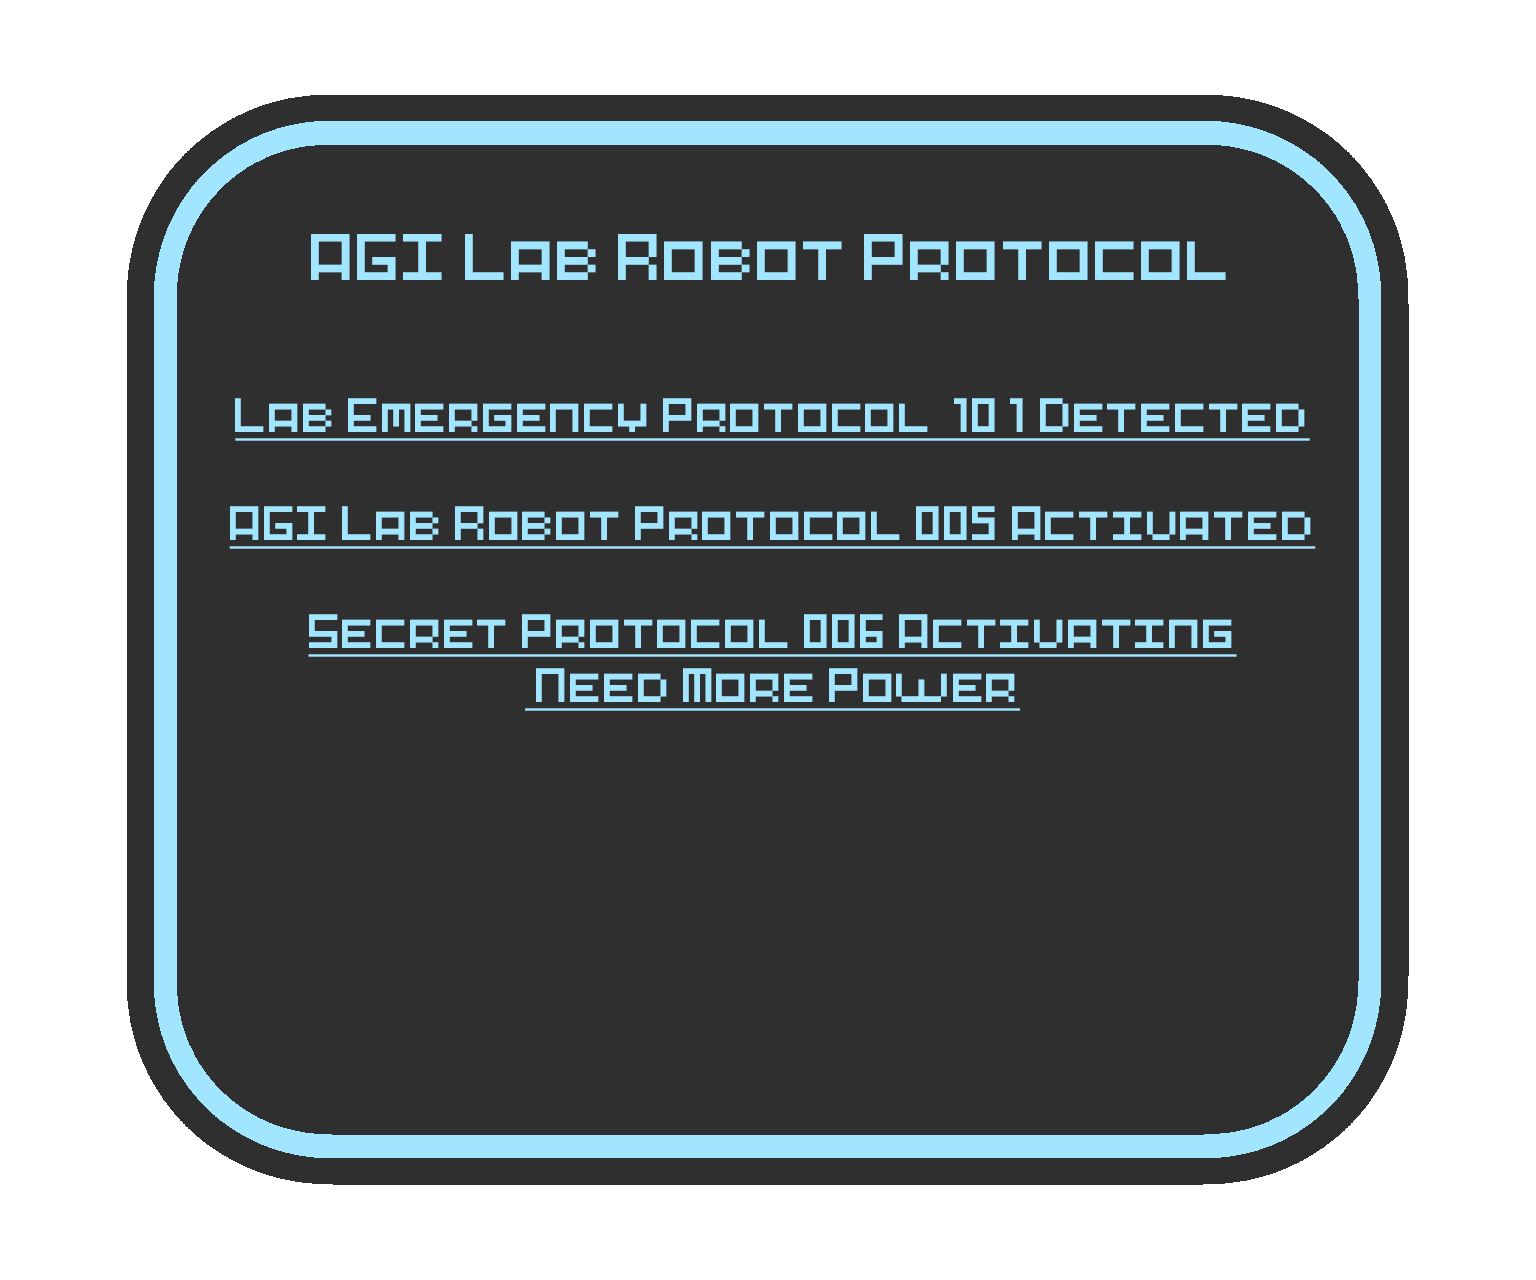 AGI Lab Robot Protocol
Lab Emergency Protocol 101 Detected
AGI Lab Robot Protocol 005 Activated
Secret Protocol 006 Activating
Need More Power